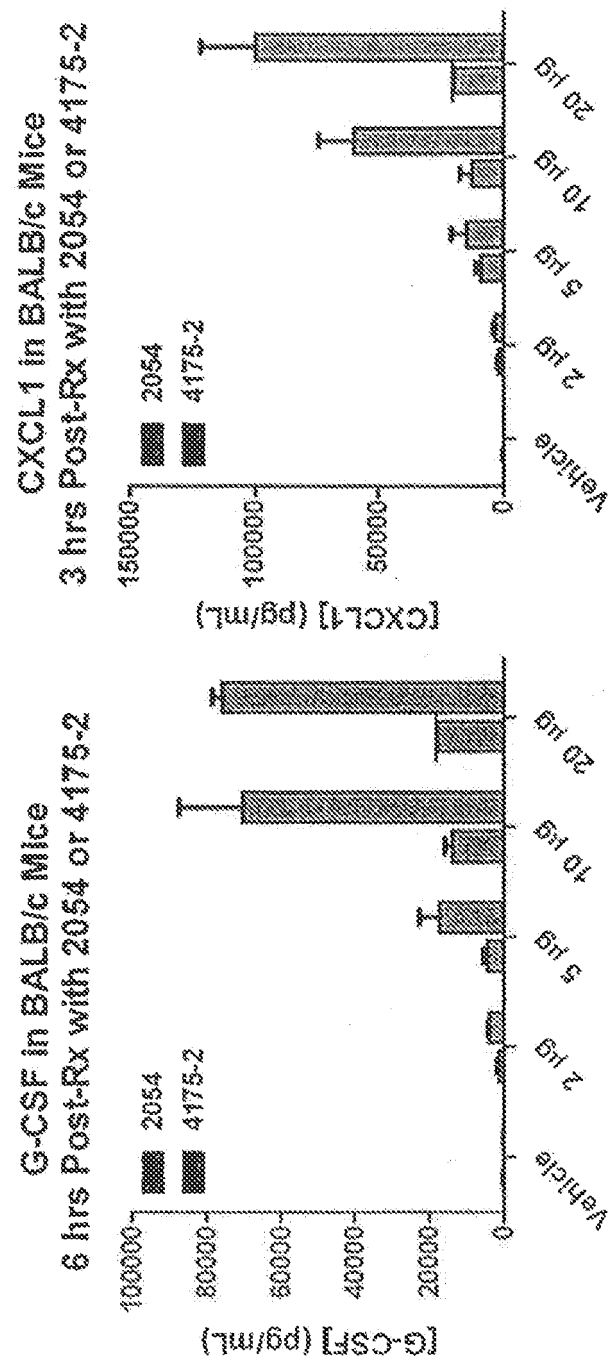 G-CSF in BALB/c Mice
6 hrs Post-Rx with 2054 or 4175-2
2054
4175-2
[G-CSF] (pg/mL)
100000
80000
60000
40000
20000
0
Vehicle
2 µg
5 µg
10 µg
20 µg
CXCL1 in BALB/c Mice
3 hrs Post-Rx with 2054 or 4175-2
2054
4175-2
[CXCL1] (pg/mL)
150000
100000
50000
0
Vehicle
2 µg
5 µg
10 µg
20 µg